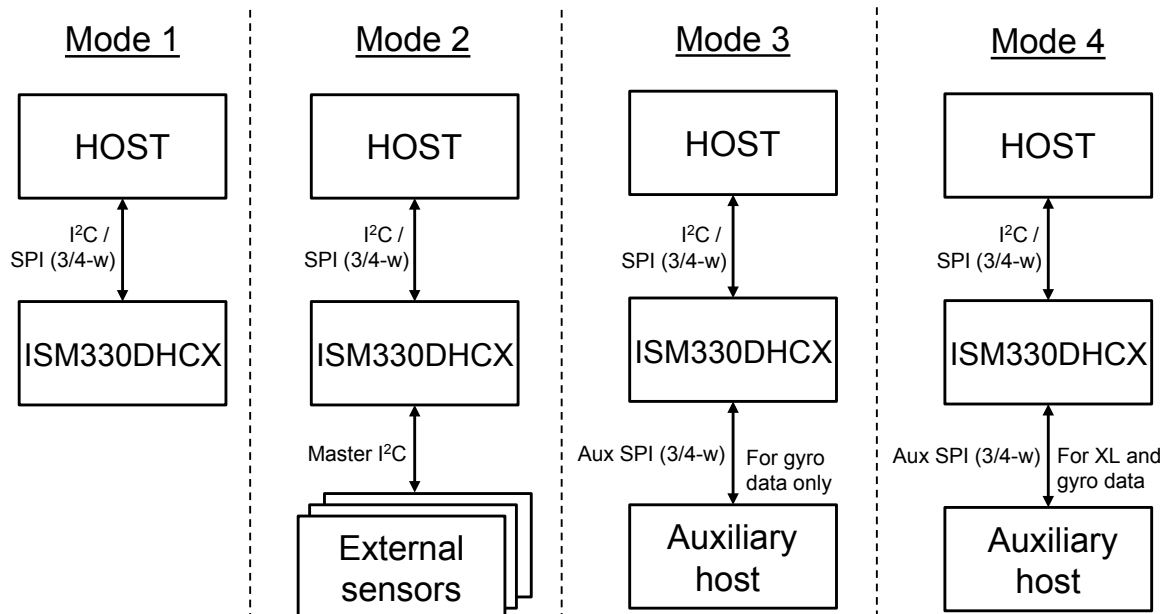 Mode 1
HOST
I²C /
SPI (3/4-w)
ISM330DHCX
Mode 2
HOST
I²C /
SPI (3/4-w)
ISM330DHCX
Master I²C
External
sensors
Mode 3
HOST
I²C /
SPI (3/4-w)
ISM330DHCX
Aux SPI (3/4-w)
For gyro
data only
Auxiliary
host
Mode 4
HOST
I²C /
SPI (3/4-w)
ISM330DHCX
Aux SPI (3/4-w)
For XL and
gyro data
Auxiliary
host